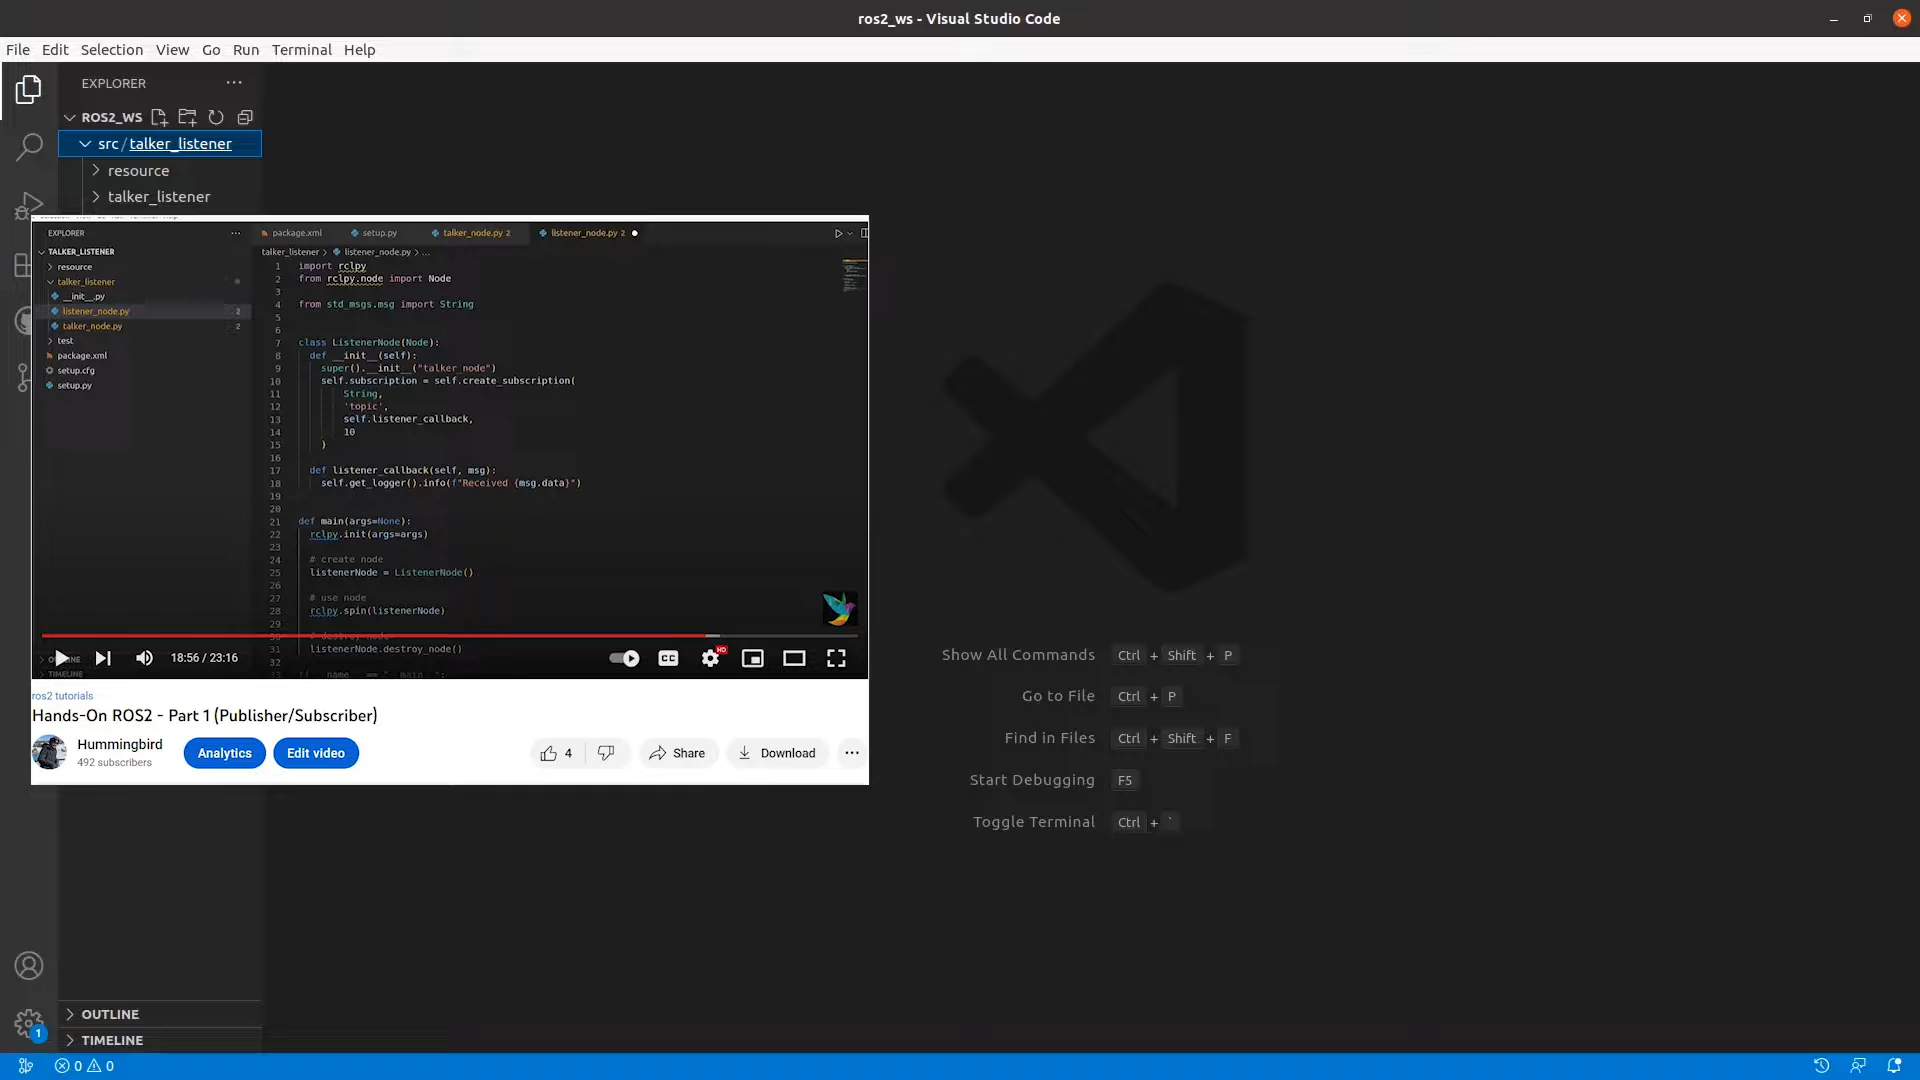 ros2_ws - Visual Studio Code
File Edit Selection View Go Run Terminal Help
EXPLORER
ROS2_WS
src / talker_listener
resource
talker_listener
EXPLORER
TALKER_LISTENER
resource
talker_listener
__init__.py
listener_node.py 2
talker_node.py 2
test
package.xml
setup.cfg
setup.py
package.xml setup.py talker_node.py 2 listener_node.py 2
talker_listener > listener_node.py > ...
1 import rclpy
2 from rclpy.node import Node
3
4 from std_msgs.msg import String
5
6
7 class ListenerNode(Node):
8 def __init__(self):
9 super().__init__("talker_node")
10 self.subscription = self.create_subscription(
11 String,
12 'topic',
13 self.listener_callback,
14 10
15 )
16
17 def listener_callback(self, msg):
18 self.get_logger().info(f"Received {msg.data}")
19
20
21 def main(args=None):
22 rclpy.init(args=args)
23
24 # create node
25 listenerNode = ListenerNode()
26
27 # use node
28 rclpy.spin(listenerNode)
29
30 # destroy node
31 listenerNode.destroy_node()
32
TIMELINE
18:56 / 23:16
CC
HD
ros2 tutorials
Hands-On ROS2 - Part 1 (Publisher/Subscriber)
Hummingbird
492 subscribers
Analytics
Edit video
4
Share
Download
Show All Commands Ctrl + Shift + P
Go to File Ctrl + P
Find in Files Ctrl + Shift + F
Start Debugging F5
Toggle Terminal Ctrl + `
OUTLINE
TIMELINE
1
0 0